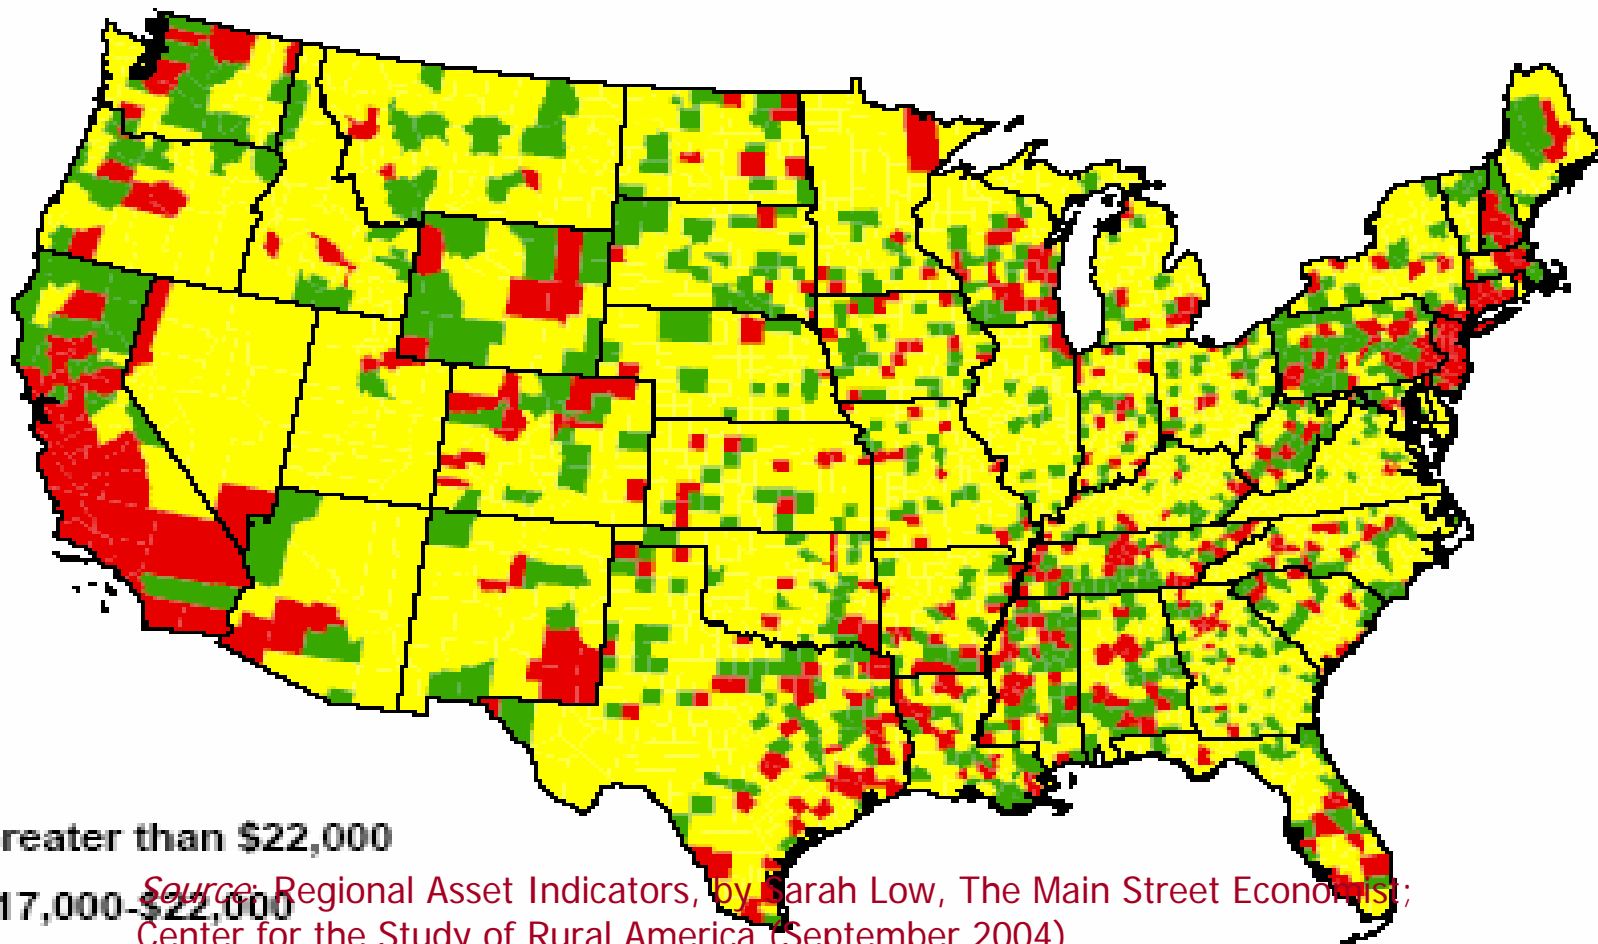 reater than $22,000
17,000-$22,000
Source: Regional Asset Indicators, by Sarah Low, The Main Street Economist;
Center for the Study of Rural America (September 2004)